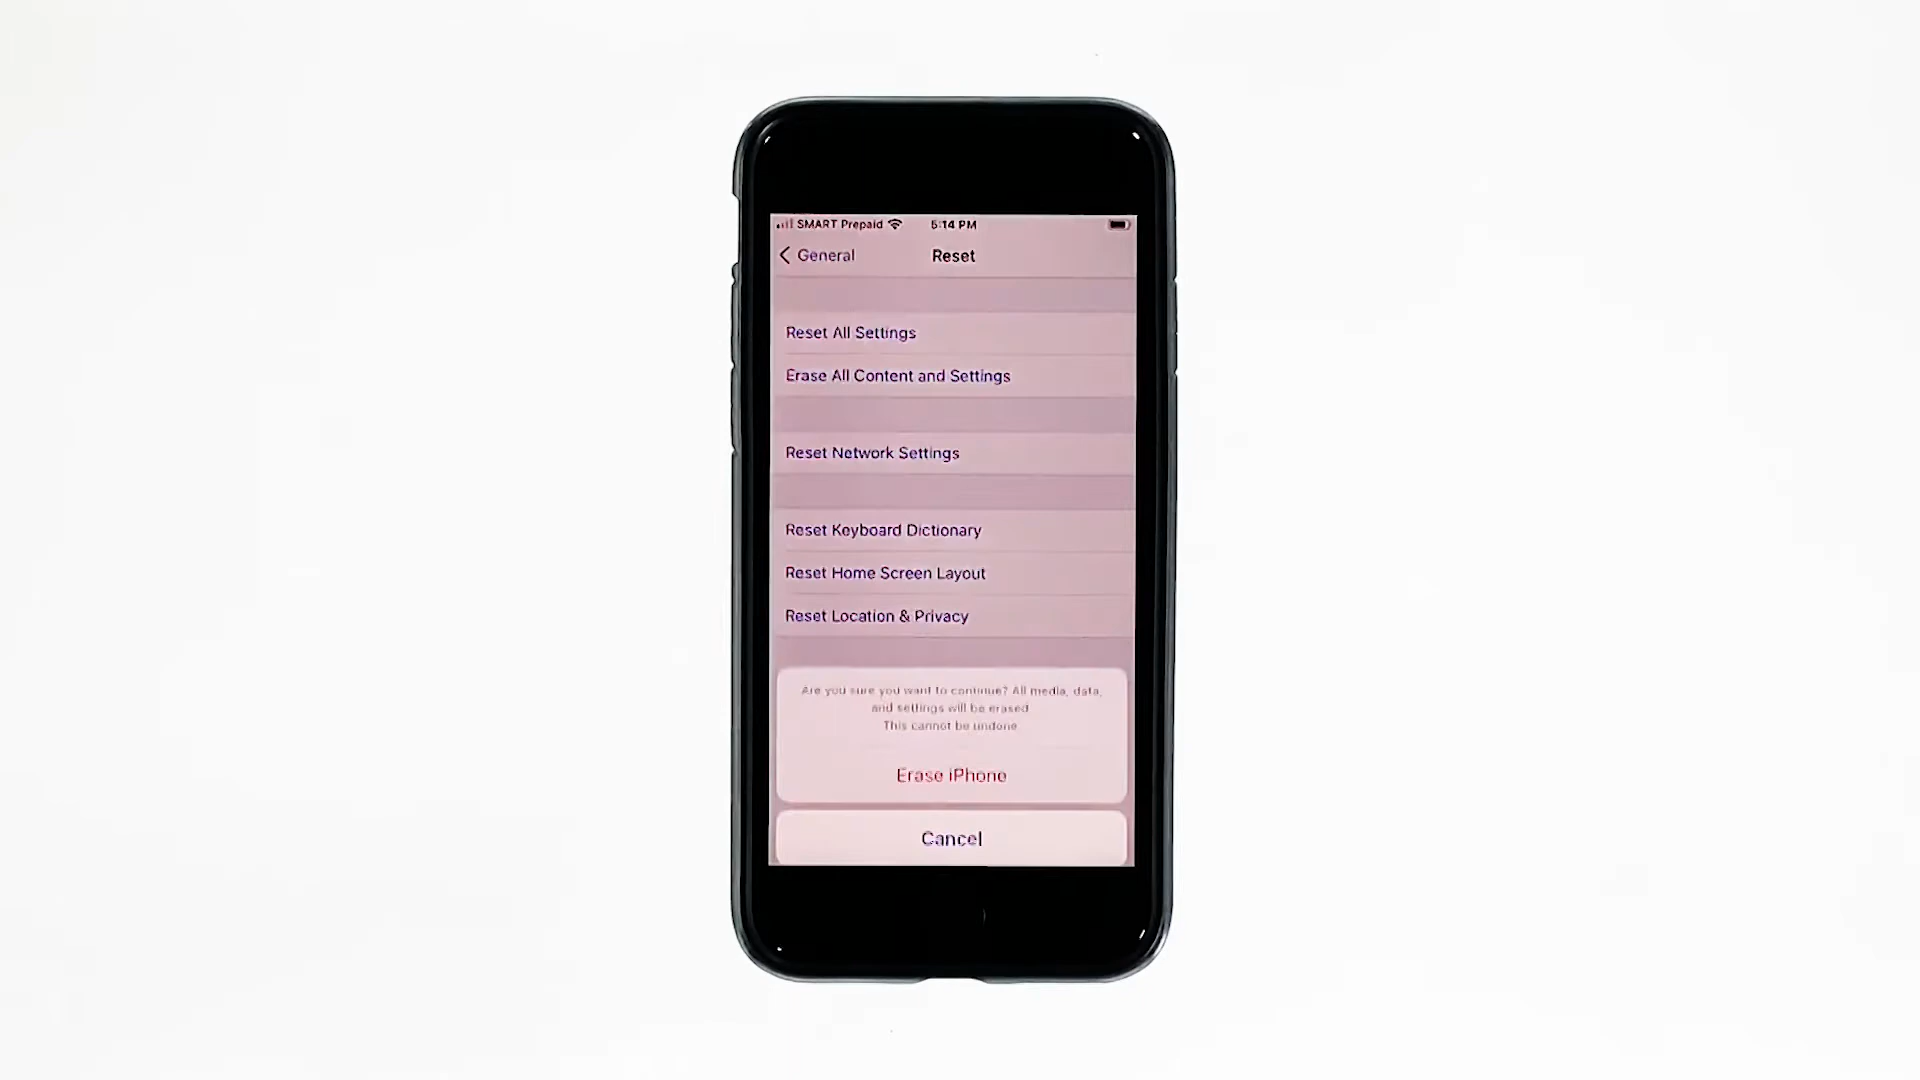 SMART Prepaid 5:14 PM
General Reset
Reset All Settings
Erase All Content and Settings
Reset Network Settings
Reset Keyboard Dictionary
Reset Home Screen Layout
Reset Location & Privacy
Are you sure you want to continue? All media, data,
and settings will be erased
This cannot be undone
Erase iPhone
Cancel